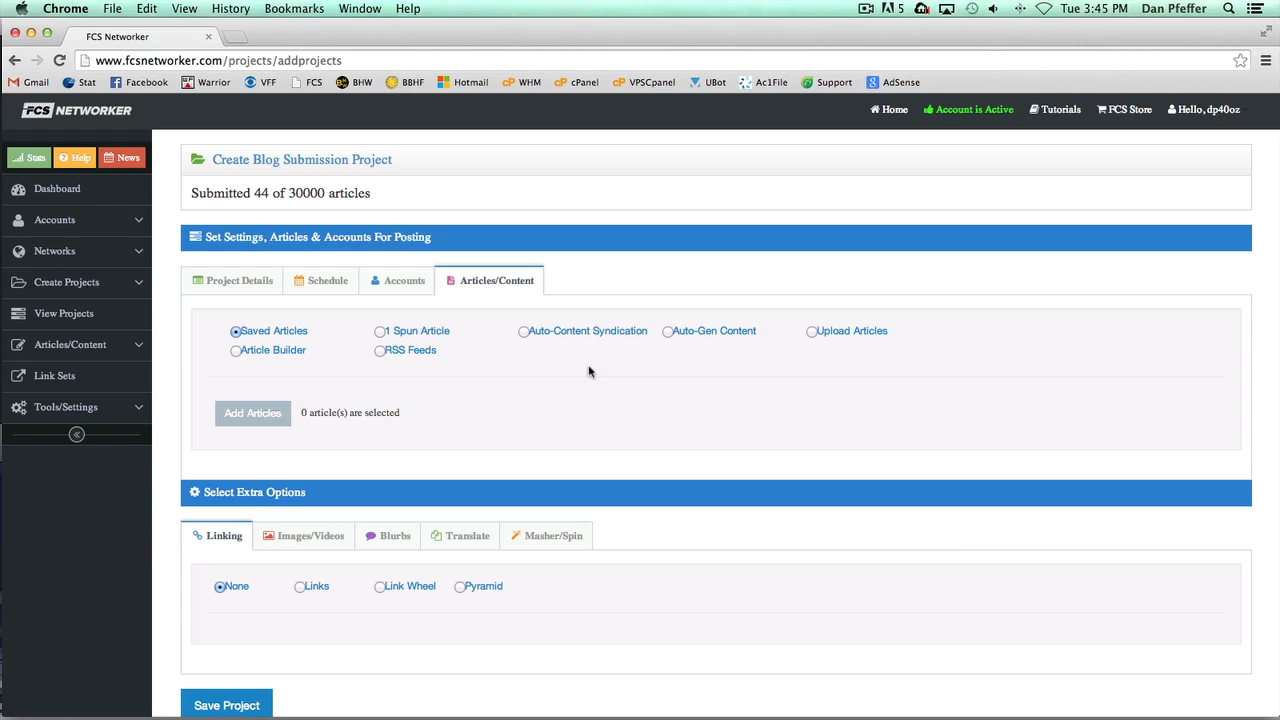 Chrome File Edit View History Bookmarks Window Help 5 Tue 3:45 PM Dan Pfeffer
FCS Networker
www.fcsnetworker.com/projects/addprojects
Gmail Stat Facebook Warrior VFF FCS BHW BBHF Hotmail WHM cPanel VPSCpanel UBot Ac1File Support AdSense
FCS NETWORKER Home Account is Active Tutorials FCS Store Hello, dp40oz
Stats Help News
Dashboard
Accounts
Networks
Create Projects
View Projects
Articles/Content
Link Sets
Tools/Settings
Create Blog Submission Project
Submitted 44 of 30000 articles
Set Settings, Articles & Accounts For Posting
Project Details Schedule Accounts Articles/Content
Saved Articles 1 Spun Article Auto-Content Syndication Auto-Gen Content Upload Articles
Article Builder RSS Feeds
Add Articles 0 article(s) are selected
Select Extra Options
Linking Images/Videos Blurbs Translate Masher/Spin
None Links Link Wheel Pyramid
Save Project